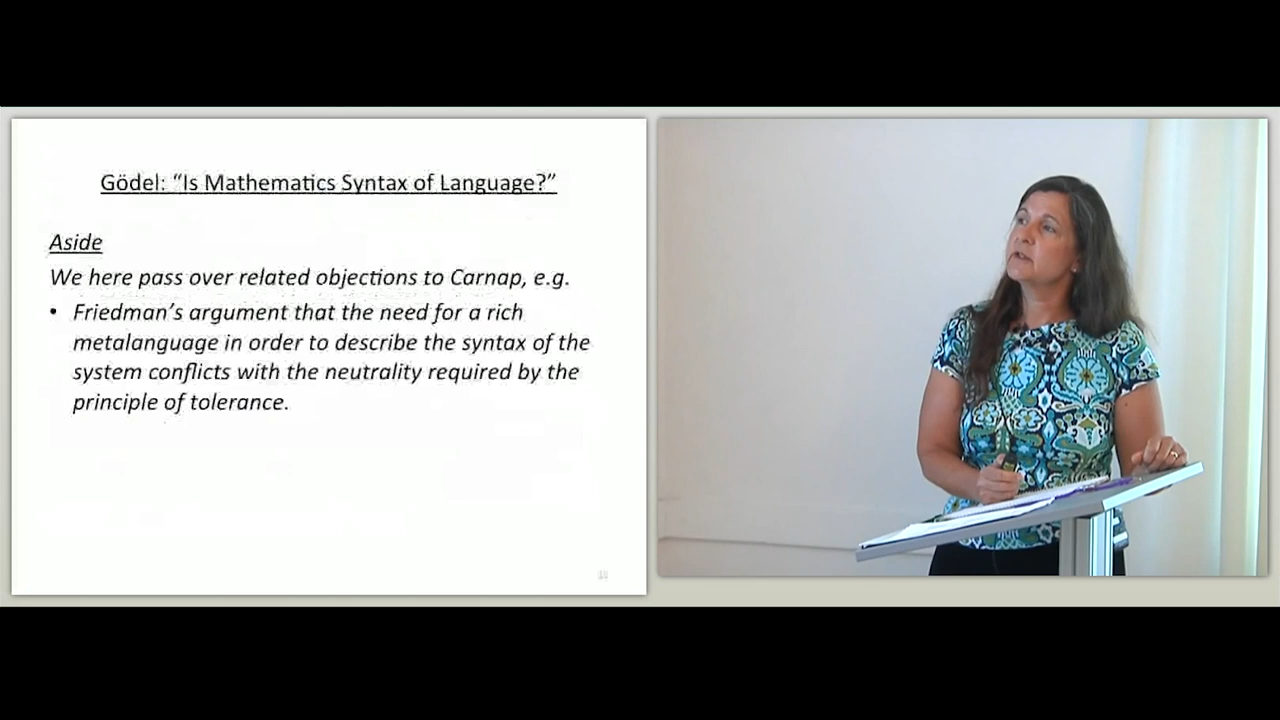 Gödel: “Is Mathematics Syntax of Language?”
Aside
We here pass over related objections to Carnap, e.g.
• Friedman’s argument that the need for a rich
metalanguage in order to describe the syntax of the
system conflicts with the neutrality required by the
principle of tolerance.